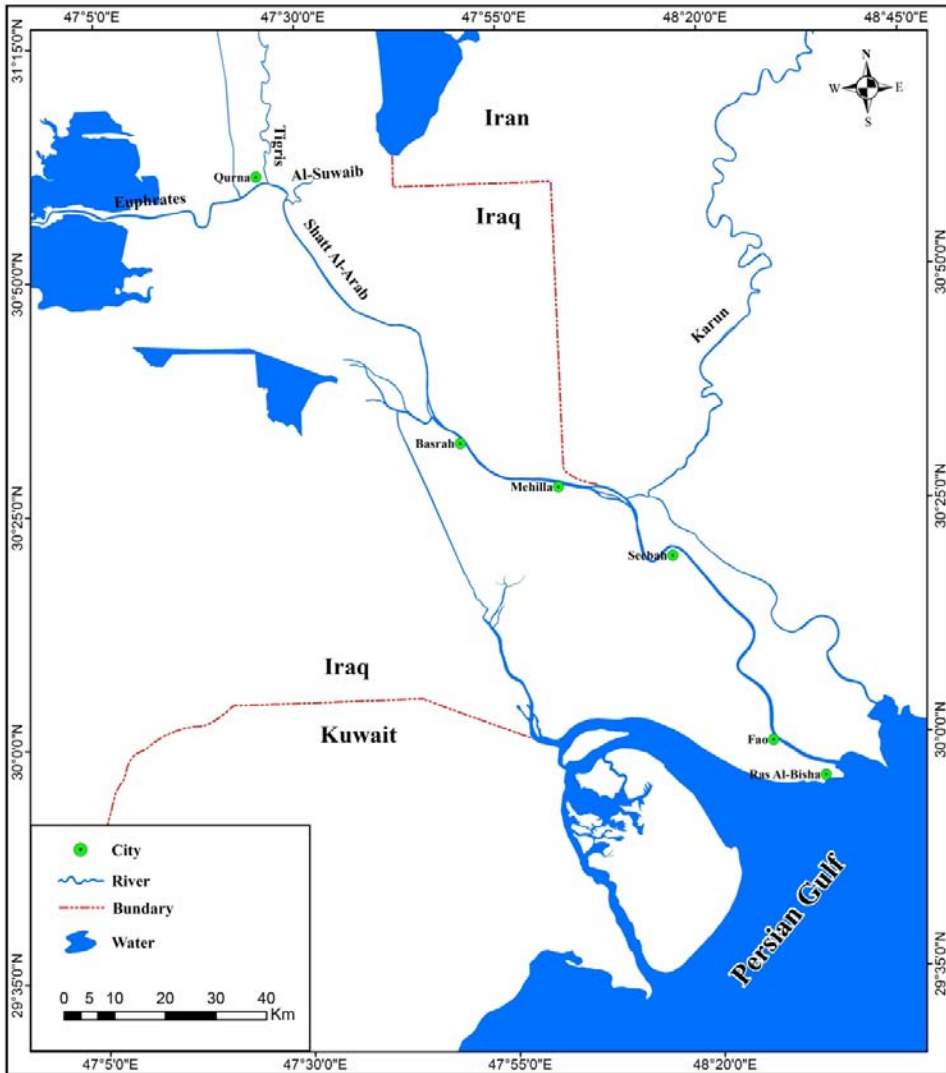 47°5'0"E
47°30'0"E
47°55'0"E
48°20'0"E
48°45'0"E
31°15'0"N
N
W
E
S
Iran
Tigris
Qurna
Al-Suwaib
Euphrates
Iraq
Shatt Al-Arab
30°50'0"N
30°50'0"N
Karun
Basrah
Mehilla
30°25'0"N
30°25'0"N
Seebah
Iraq
Kuwait
30°0'0"N
30°0'0"N
Fao
Ras Al-Bisha
Persian Gulf
City
River
Bundary
Water
0 5 10 20 30 40
Km
29°35'0"N
29°35'0"N
47°5'0"E
47°30'0"E
47°55'0"E
48°20'0"E